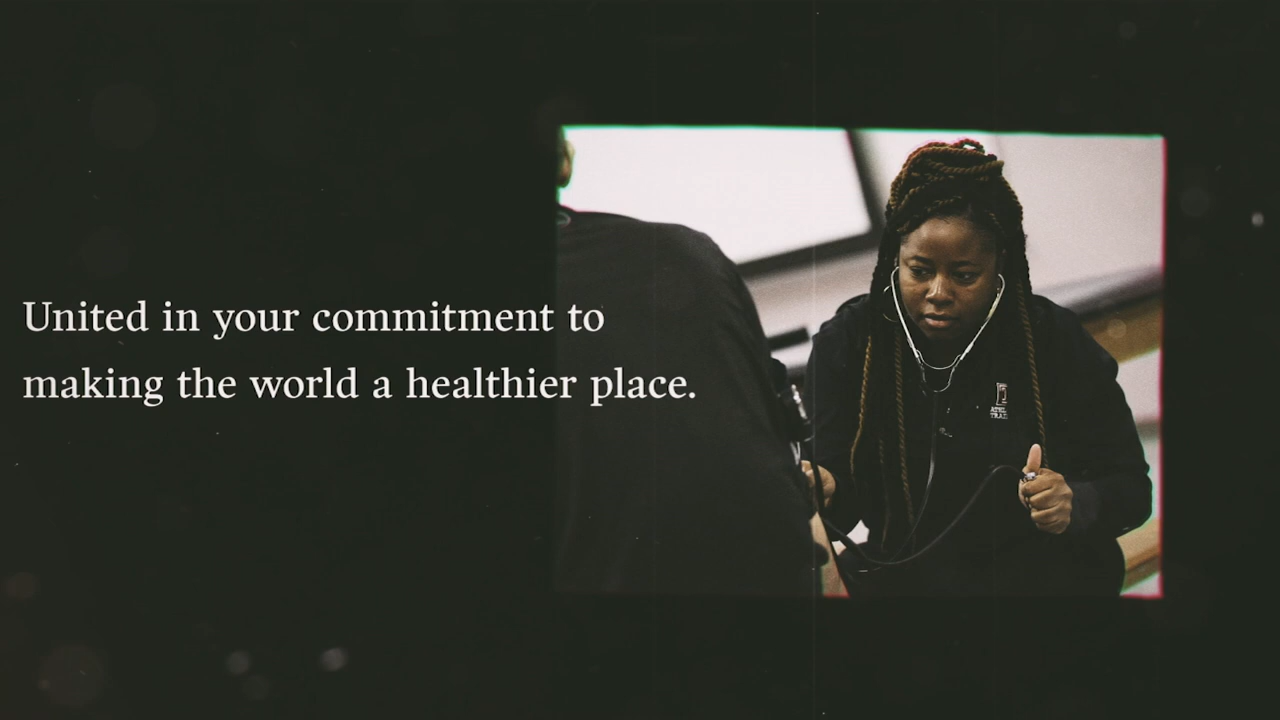 United in your commitment to
making the world a healthier place.